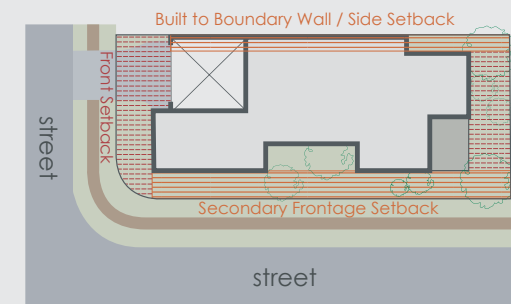 Built to Boundary Wall / Side Setback
Front Setback
street
Secondary Frontage Setback
street